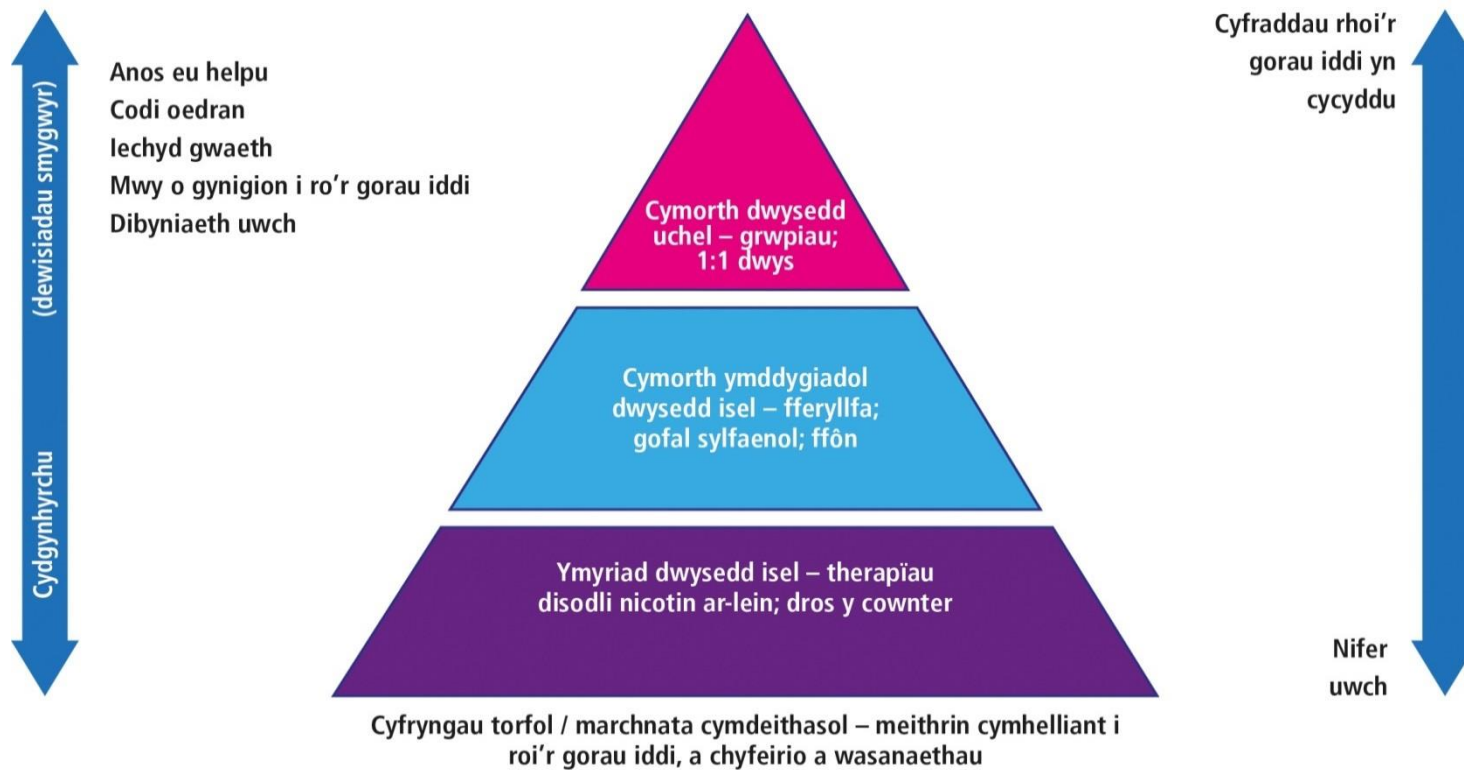 (dewisiadau smygwyr)
Cydgynhyrchu
Anos eu helpu
Codi oedran
Iechyd gwaeth
Mwy o gynigion i ro'r gorau iddi
Dibyniaeth uwch
Cymorth dwysedd
uchel – grwpiau;
1:1 dwys
Cymorth ymddygiadol
dwysedd isel – fferyllfa;
gofal sylfaenol; ffôn
Ymyriad dwysedd isel – therapïau
disodli nicotin ar-lein; dros y cownter
Cyfryngau torfol / marchnata cymdeithasol – meithrin cymhelliant i
roi'r gorau iddi, a chyfeirio a wasanaethau
Cyfraddau rhoi'r
gorau iddi yn
cycyddu
Nifer
uwch